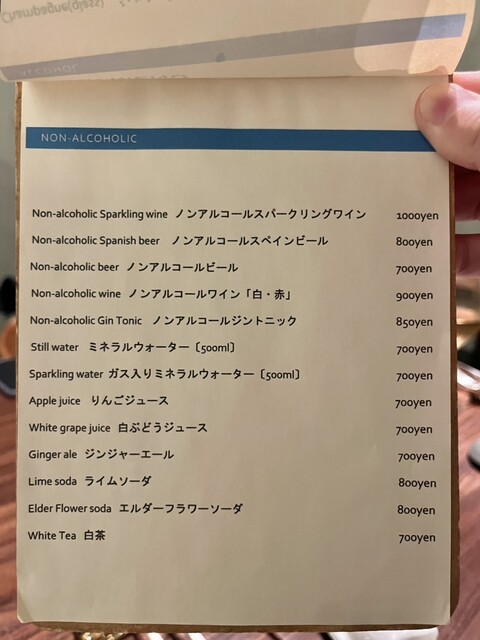 Champagne(glass)
ALCOHOL
NON-ALCOHOLIC
Non-alcoholic Sparkling wine ノンアルコールスパークリングワイン 1000yen
Non-alcoholic Spanish beer ノンアルコールスペインビール 800yen
Non-alcoholic beer ノンアルコールビール 700yen
Non-alcoholic wine ノンアルコールワイン「白・赤」 900yen
Non-alcoholic Gin Tonic ノンアルコールジントニック 850yen
Still water ミネラルウォーター〔500ml〕 700yen
Sparkling water ガス入りミネラルウォーター〔500ml〕 700yen
Apple juice りんごジュース 700yen
White grape juice 白ぶどうジュース 700yen
Ginger ale ジンジャーエール 700yen
Lime soda ライムソーダ 800yen
Elder Flower soda エルダーフラワーソーダ 800yen
White Tea 白茶 700yen